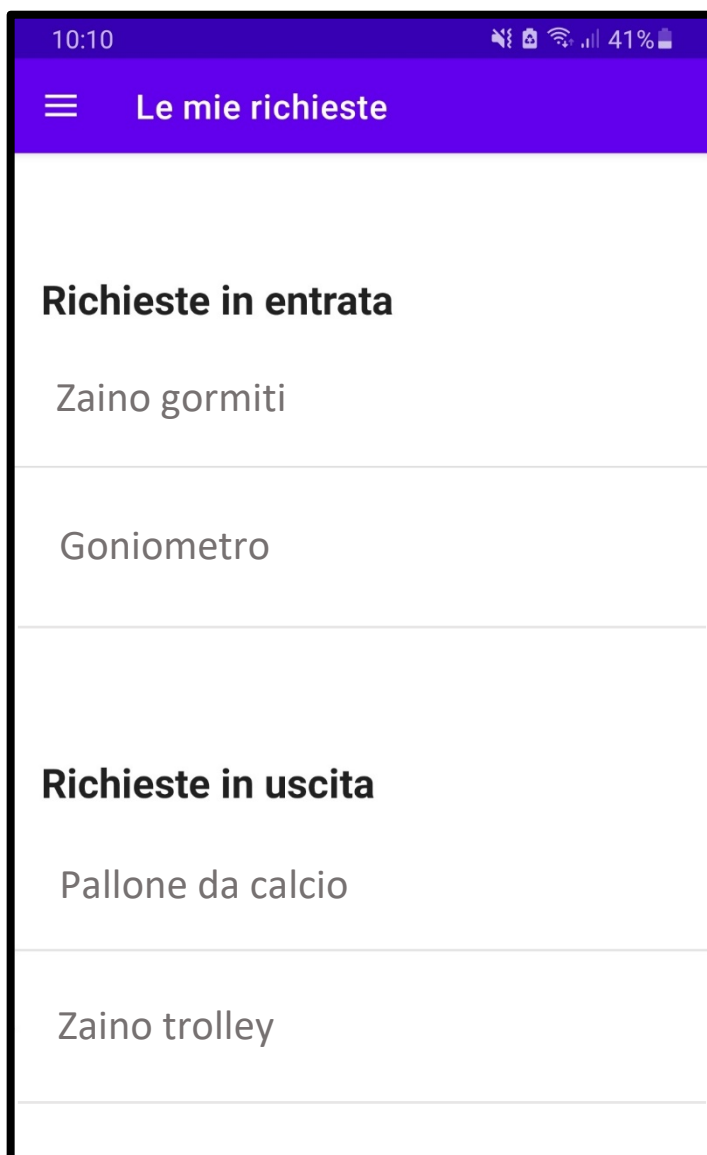 10:10 41%
Le mie richieste
Richieste in entrata
Zaino gormiti
Goniometro
Richieste in uscita
Pallone da calcio
Zaino trolley